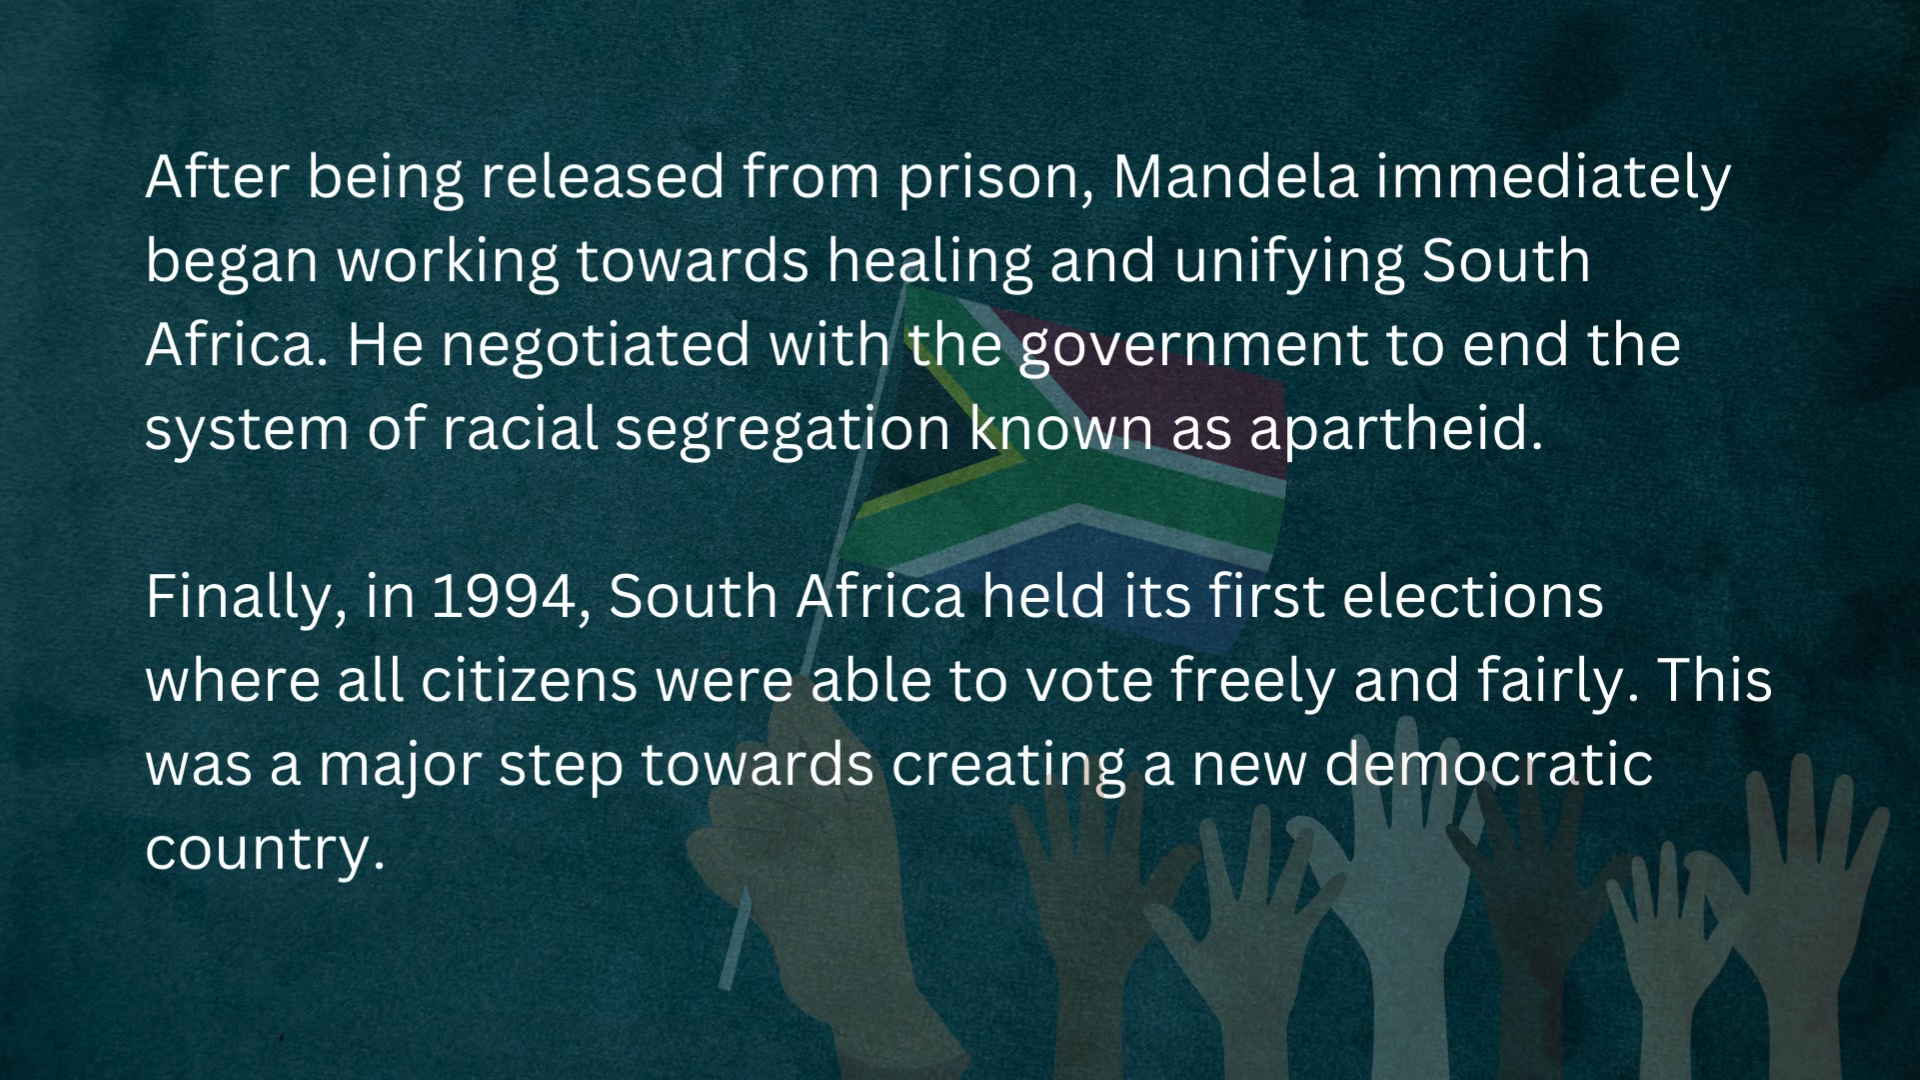 After being released from prison, Mandela immediately
began working towards healing and unifying South
Africa. He negotiated with the government to end the
system of racial segregation known as apartheid.
Finally, in 1994, South Africa held its first elections
where all citizens were able to vote freely and fairly. This
was a major step towards creating a new democratic
country.